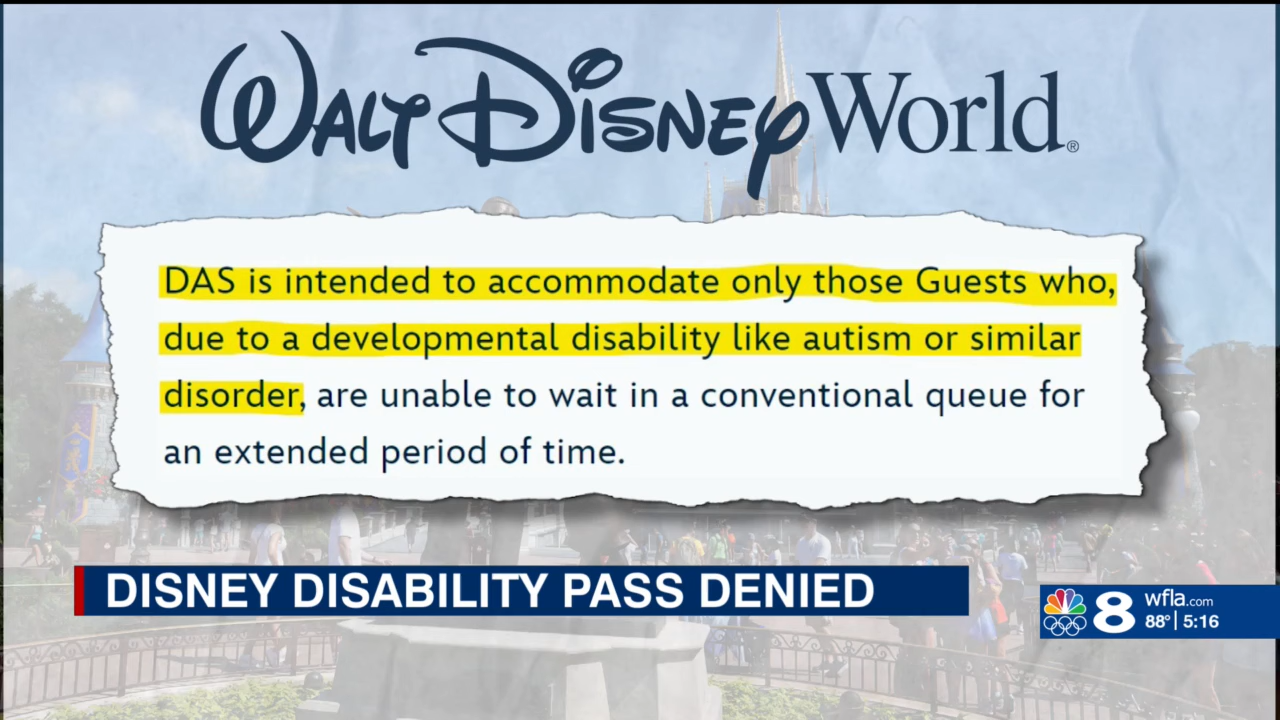 WALT DISNEY World®
DAS is intended to accommodate only those Guests who,
due to a developmental disability like autism or similar
disorder, are unable to wait in a conventional queue for
an extended period of time.
DISNEY DISABILITY PASS DENIED
8 wfla.com
88° | 5:16